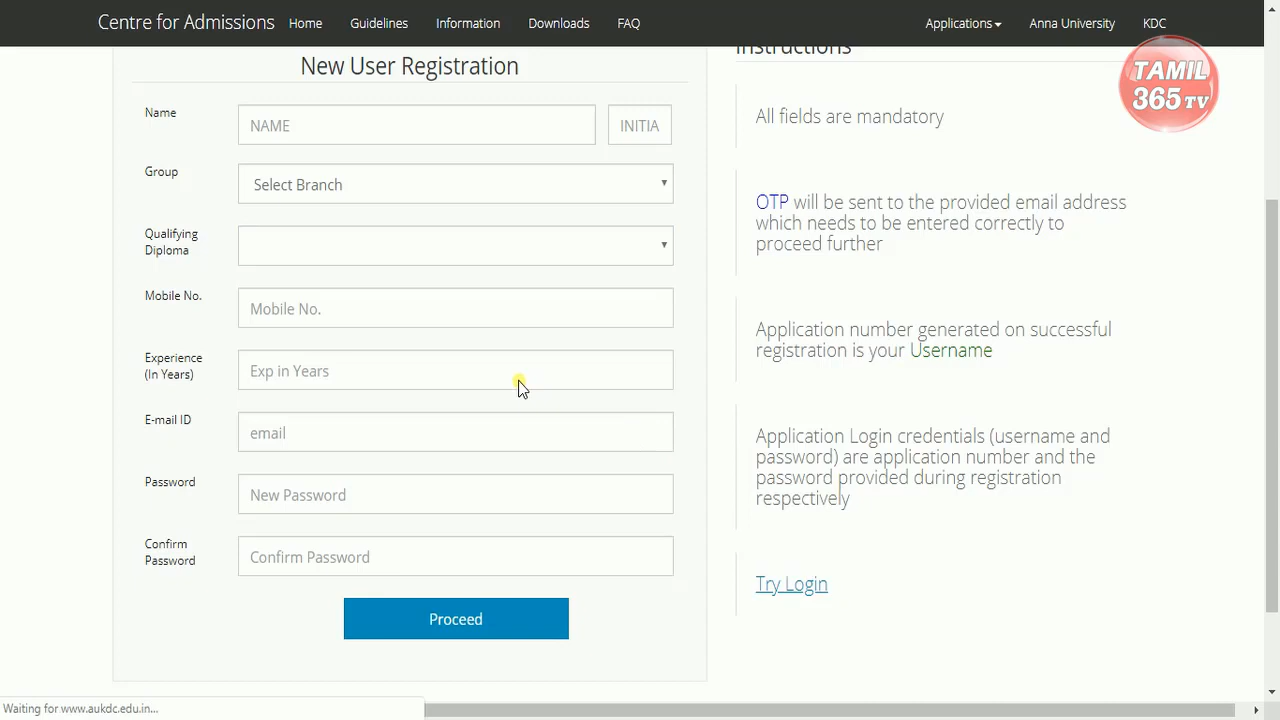 Centre for Admissions Home Guidelines Information Downloads FAQ Applications Anna University KDC
New User Registration
Name
NAME INITIA
Group
Select Branch
Qualifying
Diploma
Mobile No.
Mobile No.
Experience
(In Years)
Exp in Years
E-mail ID
email
Password
New Password
Confirm
Password
Confirm Password
Proceed
Instructions
All fields are mandatory
OTP will be sent to the provided email address
which needs to be entered correctly to
proceed further
Application number generated on successful
registration is your Username
Application Login credentials (username and
password) are application number and the
password provided during registration
respectively
Try Login
TAMIL
365 TV
Waiting for www.aukdc.edu.in...